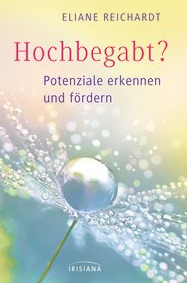 ELIANE REICHARDT
Hochbegabt?
Potenziale erkennen
und fördern
IRISIANA